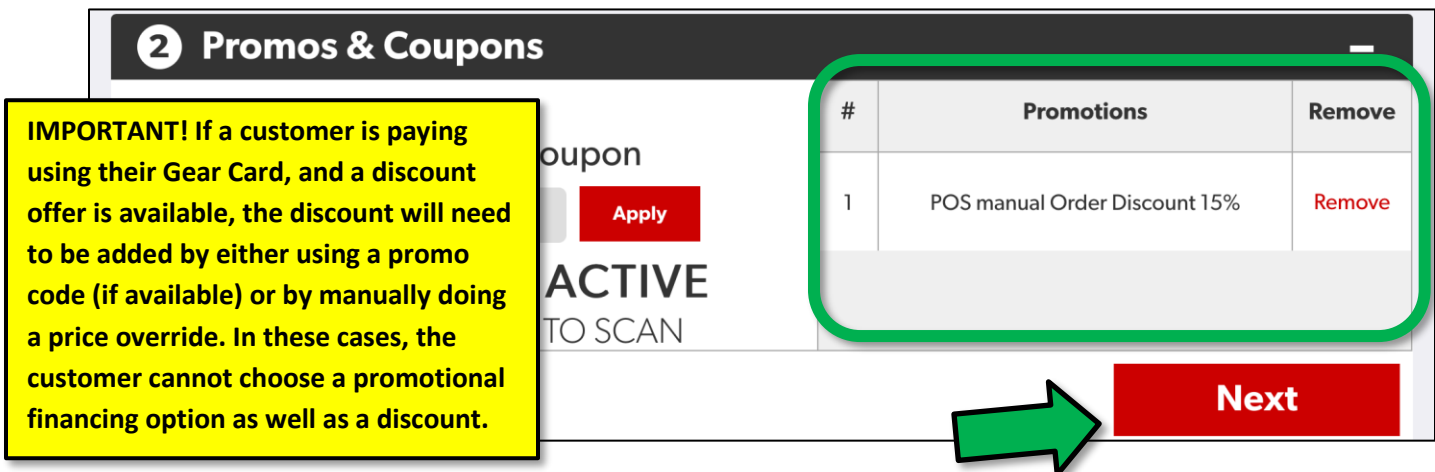 2 Promos & Coupons
IMPORTANT! If a customer is paying
using their Gear Card, and a discount
offer is available, the discount will need
to be added by either using a promo
code (if available) or by manually doing
a price override. In these cases, the
customer cannot choose a promotional
financing option as well as a discount.
oupon
Apply
ACTIVE
TO SCAN
# Promotions Remove
1 POS manual Order Discount 15% Remove
Next